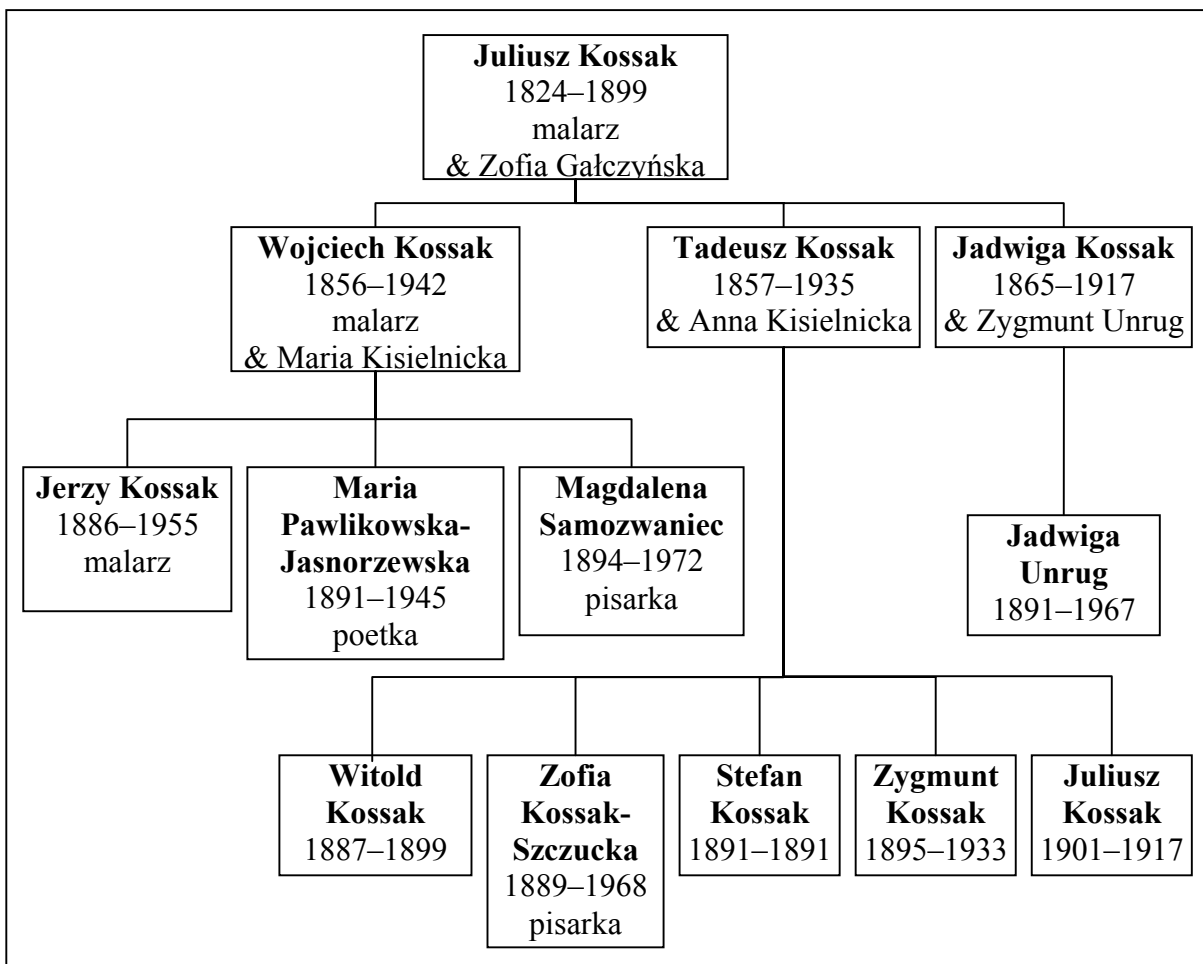 Juliusz Kossak
1824–1899
malarz
& Zofia Gałczyńska
Wojciech Kossak
1856–1942
malarz
& Maria Kisielnicka
Tadeusz Kossak
1857–1935
& Anna Kisielnicka
Jadwiga Kossak
1865–1917
& Zygmunt Unrug
Jerzy Kossak
1886–1955
malarz
Maria
Pawlikowska-
Jasnorzewska
1891–1945
poetka
Magdalena
Samozwaniec
1894–1972
pisarka
Jadwiga
Unrug
1891–1967
Witold
Kossak
1887–1899
Zofia
Kossak-
Szczucka
1889–1968
pisarka
Stefan
Kossak
1891–1891
Zygmunt
Kossak
1895–1933
Juliusz
Kossak
1901–1917